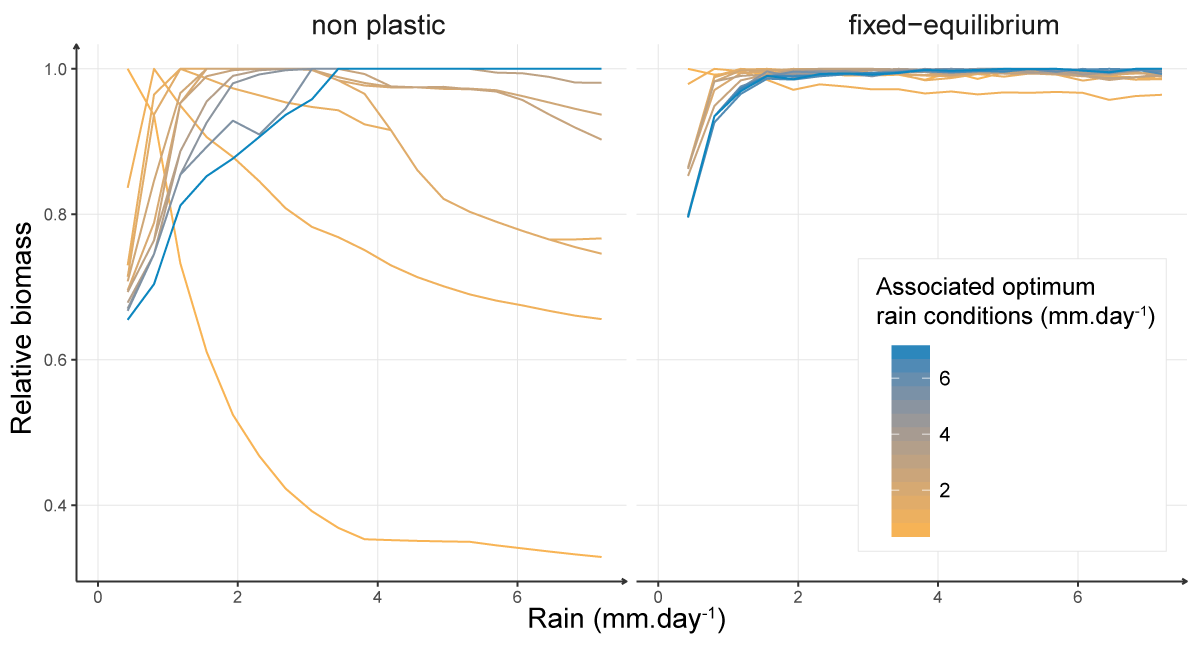 non plastic
fixed−equilibrium
Relative biomass
1.0
0.8
0.6
0.4
0 2 4 6
0 2 4 6
Rain (mm.day-1)
Associated optimum
rain conditions (mm.day-1)
6
4
2